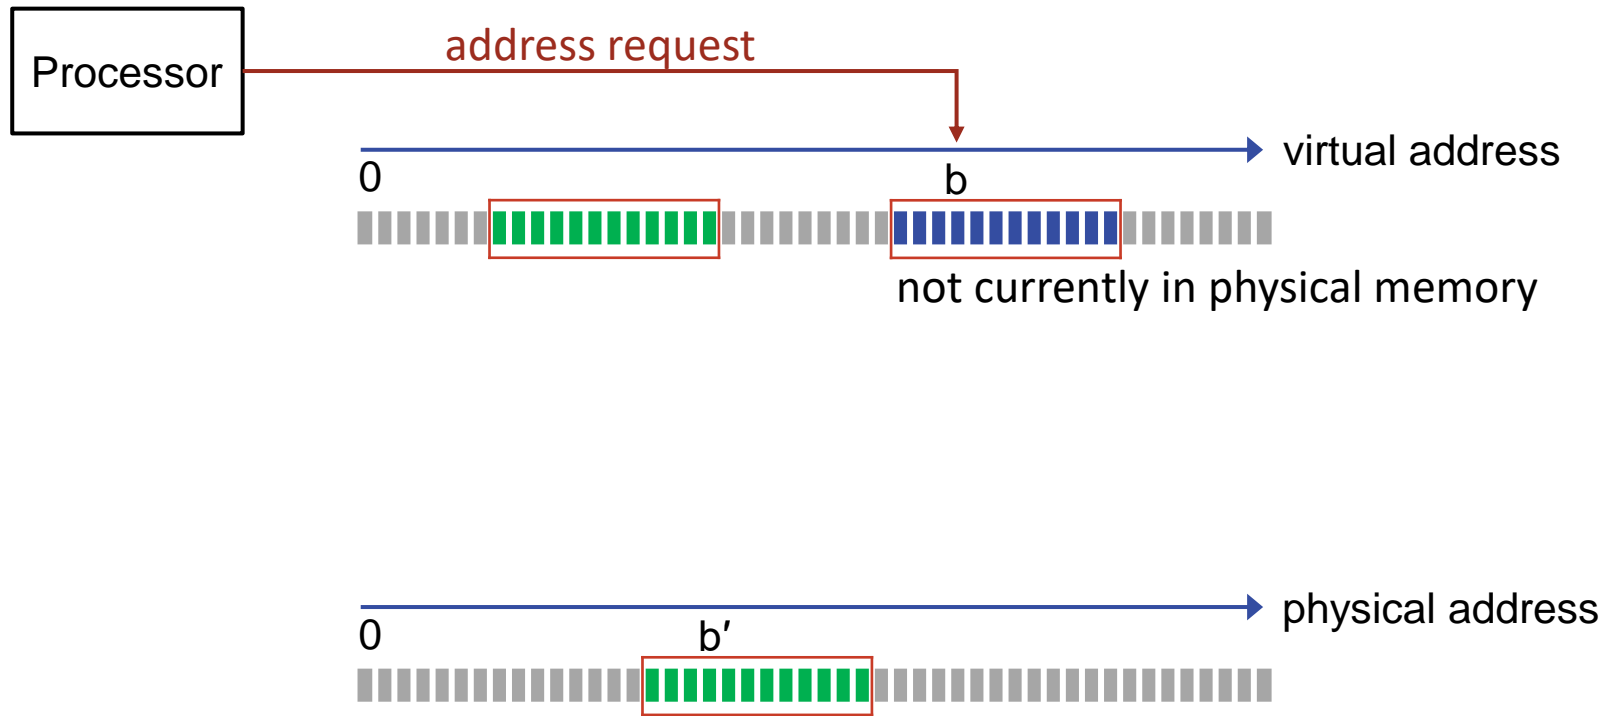 address request
Processor
virtual address
0
b
not currently in physical memory
physical address
0
b′